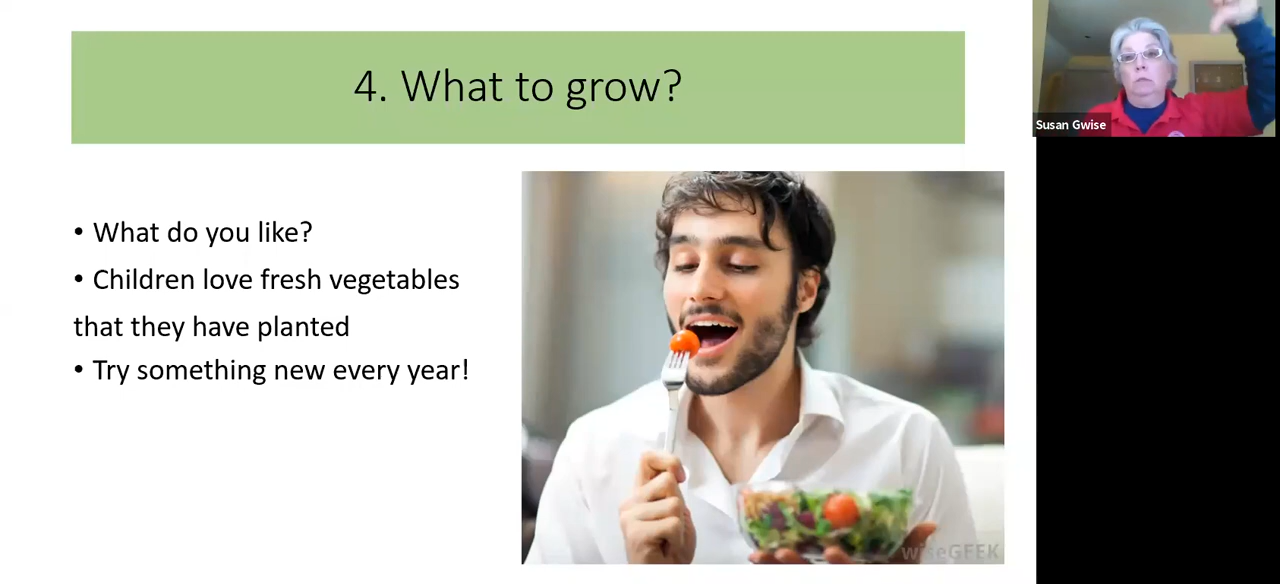 4. What to grow?
• What do you like?
• Children love fresh vegetables
that they have planted
• Try something new every year!
wiseGEEK
Susan Gwise